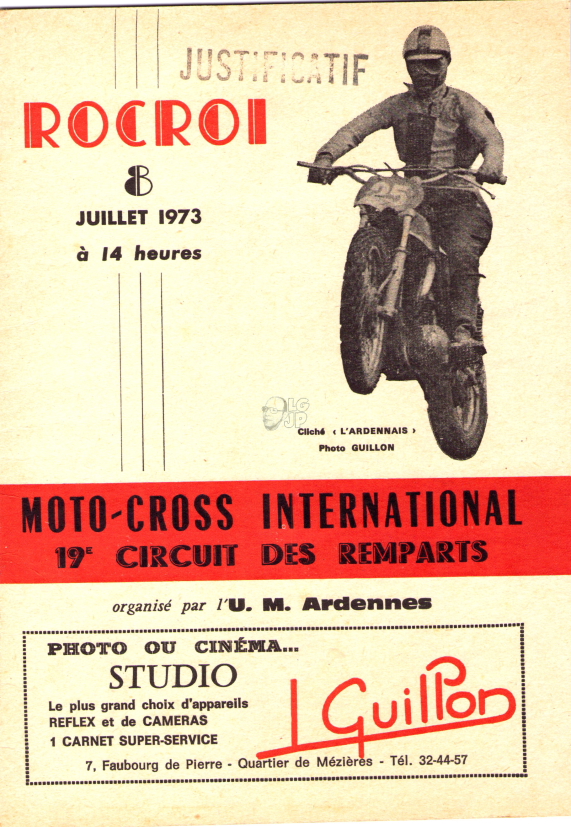 JUSTIFICATIF
ROCROI
8
JUILLET 1973
à 14 heures
25
LG
JP
Cliché ‹ L'ARDENNAIS ›
Photo GUILLON
MOTO-CROSS INTERNATIONAL
19E CIRCUIT DES REMPARTS
organisé par l'U. M. Ardennes
PHOTO OU CINÉMA...
STUDIO
Le plus grand choix d'appareils
REFLEX et de CAMERAS
1 CARNET SUPER-SERVICE
L Guillon
7, Faubourg de Pierre - Quartier de Mézières - Tél. 32-44-57